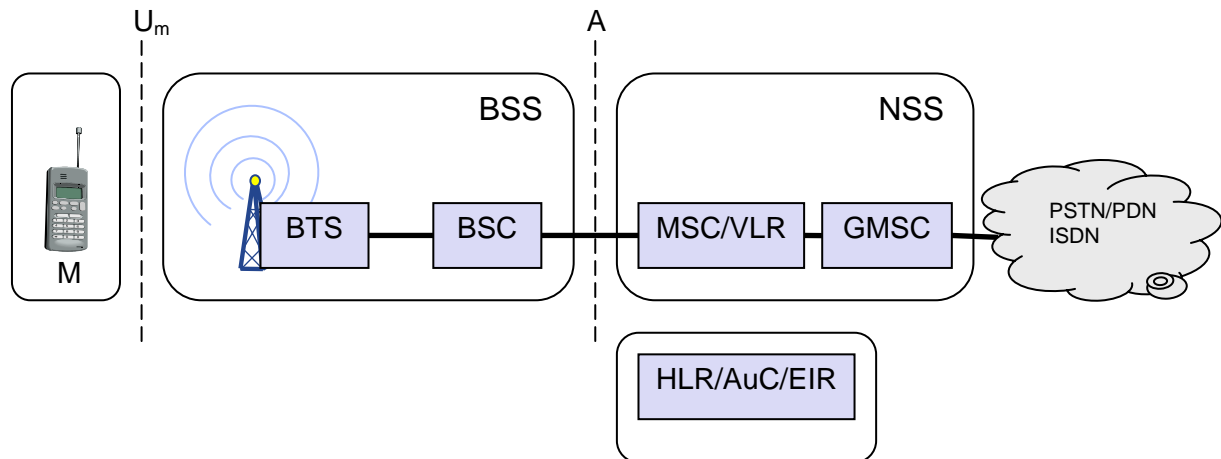 Um
A
BSS
NSS
M
BTS
BSC
MSC/VLR
GMSC
PSTN/PDN
ISDN
HLR/AuC/EIR